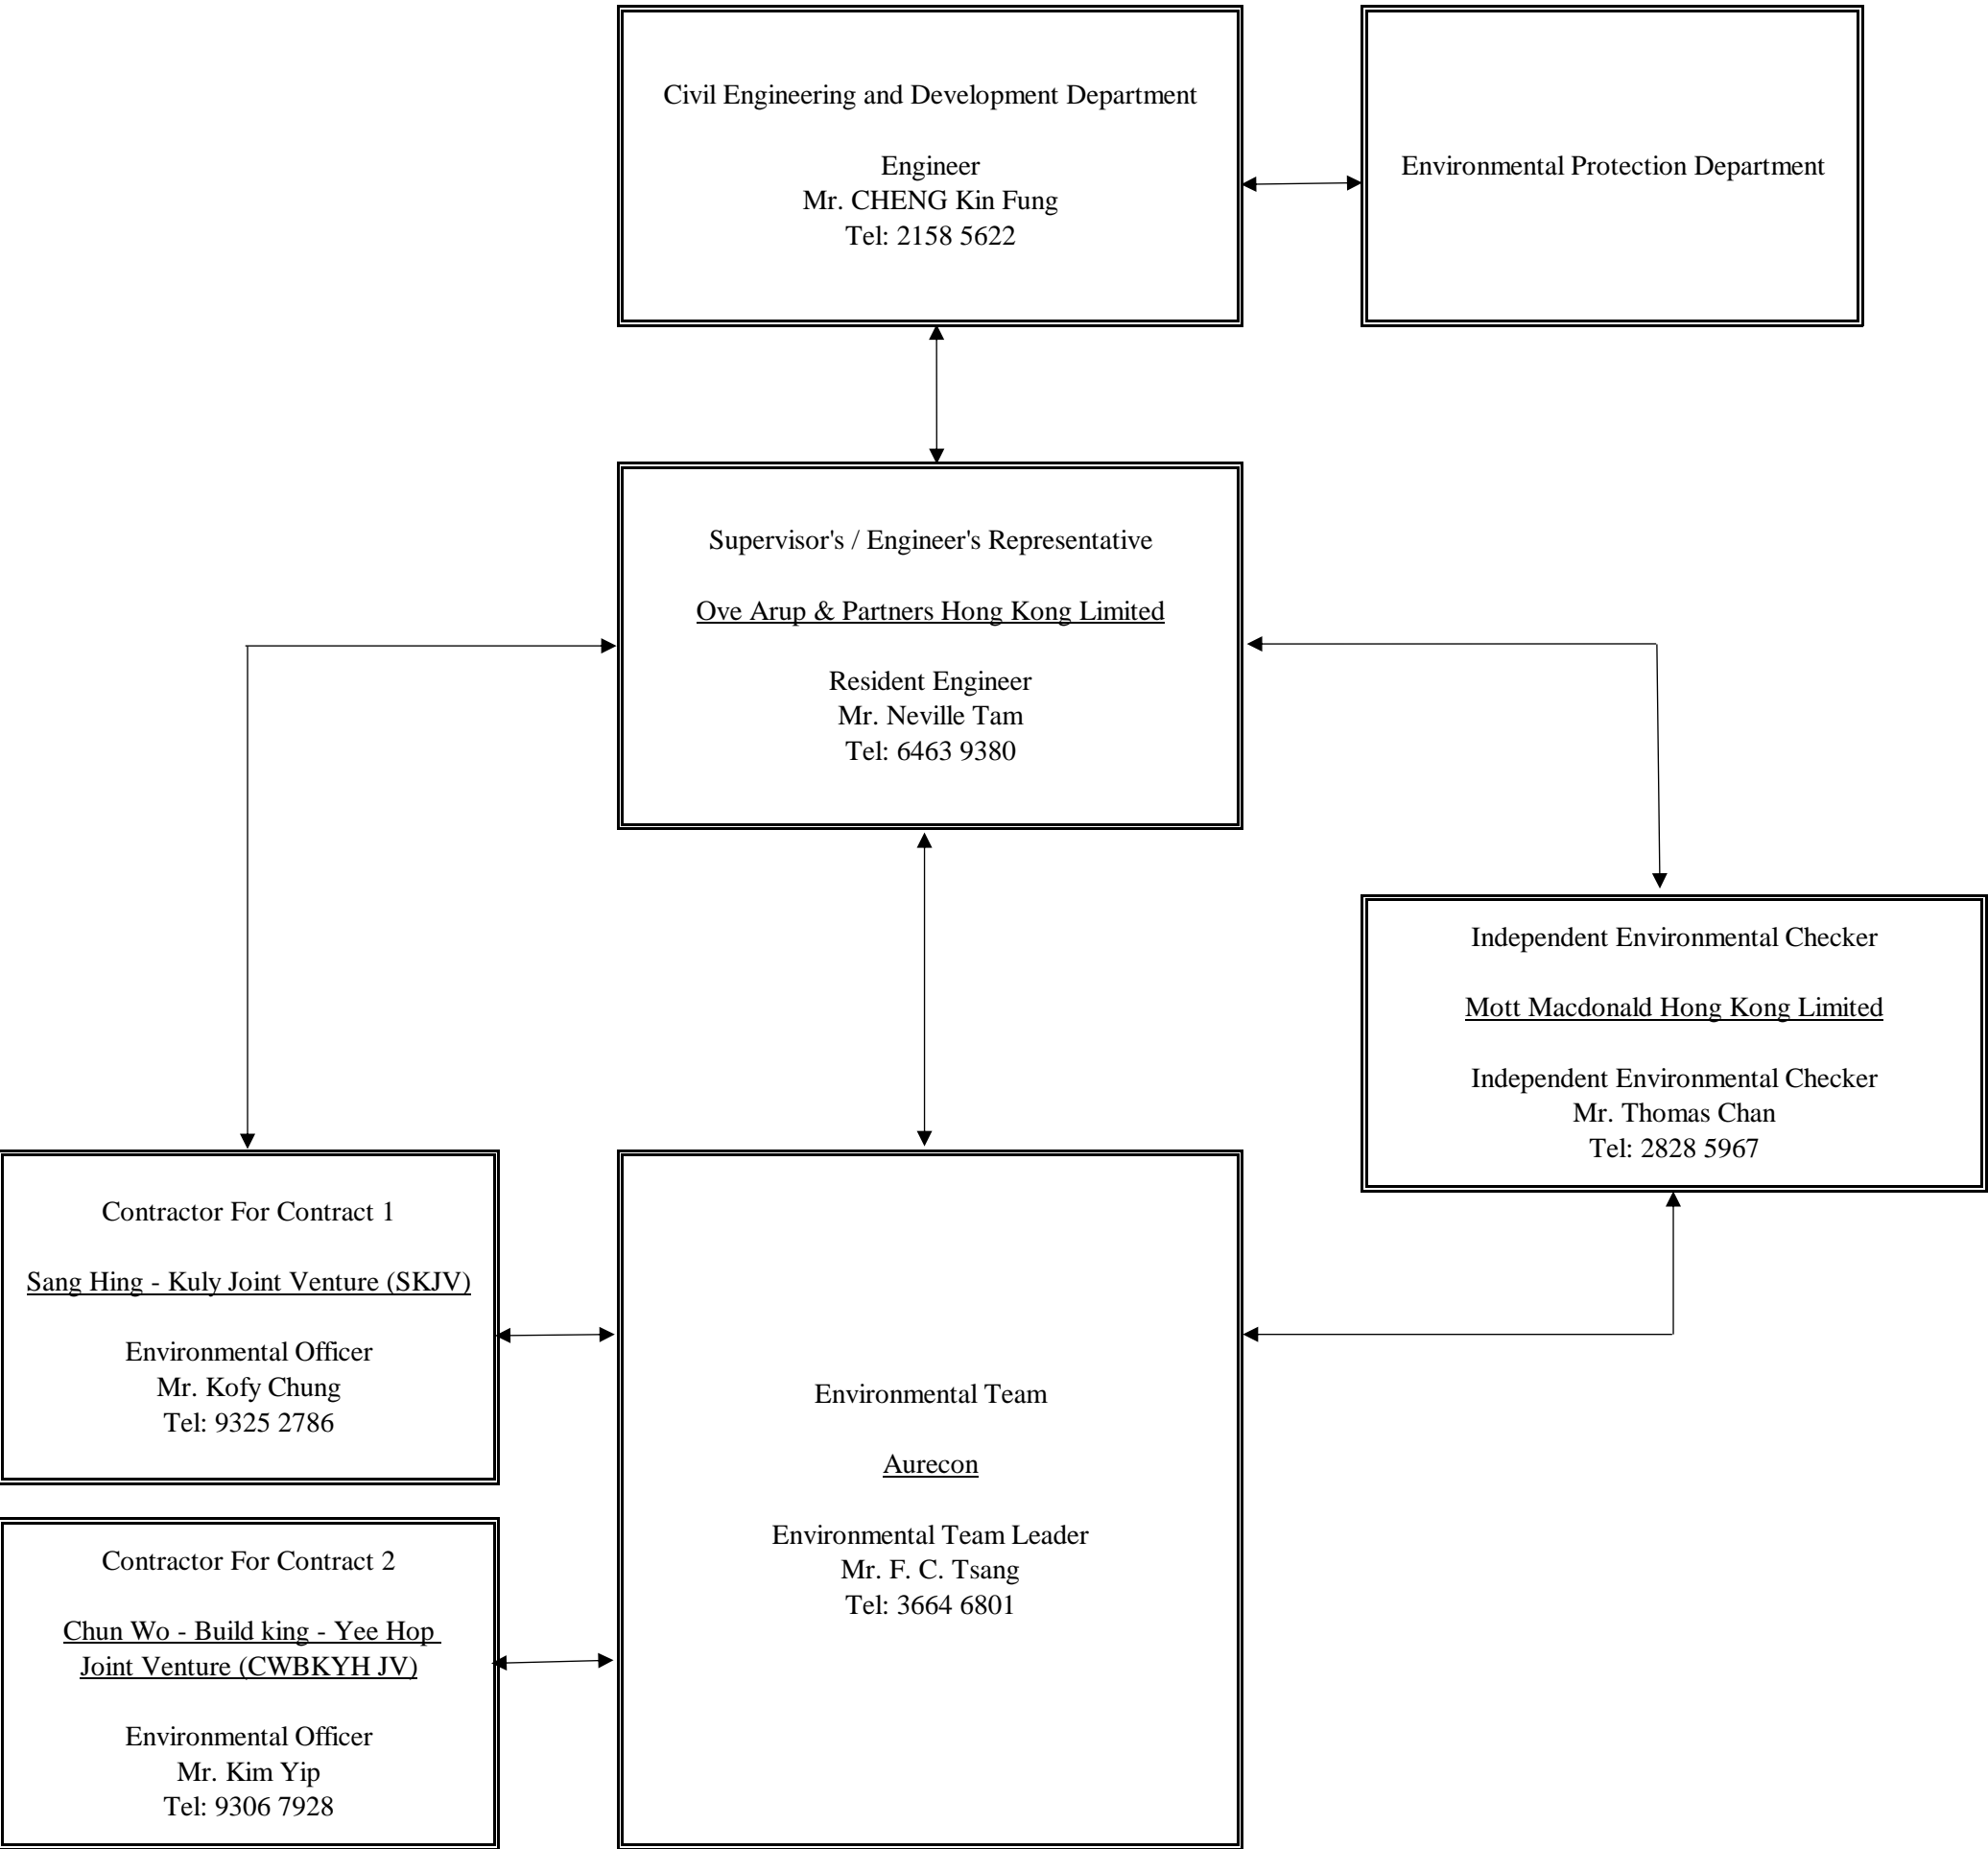 Civil Engineering and Development Department
Engineer
Mr. CHENG Kin Fung
Tel: 2158 5622
Environmental Protection Department
Supervisor's / Engineer's Representative
Ove Arup & Partners Hong Kong Limited
Resident Engineer
Mr. Neville Tam
Tel: 6463 9380
Independent Environmental Checker
Mott Macdonald Hong Kong Limited
Independent Environmental Checker
Mr. Thomas Chan
Tel: 2828 5967
Contractor For Contract 1
Sang Hing - Kuly Joint Venture (SKJV)
Environmental Officer
Mr. Kofy Chung
Tel: 9325 2786
Environmental Team
Aurecon
Environmental Team Leader
Mr. F. C. Tsang
Tel: 3664 6801
Contractor For Contract 2
Chun Wo - Build king - Yee Hop
Joint Venture (CWBKYH JV)
Environmental Officer
Mr. Kim Yip
Tel: 9306 7928